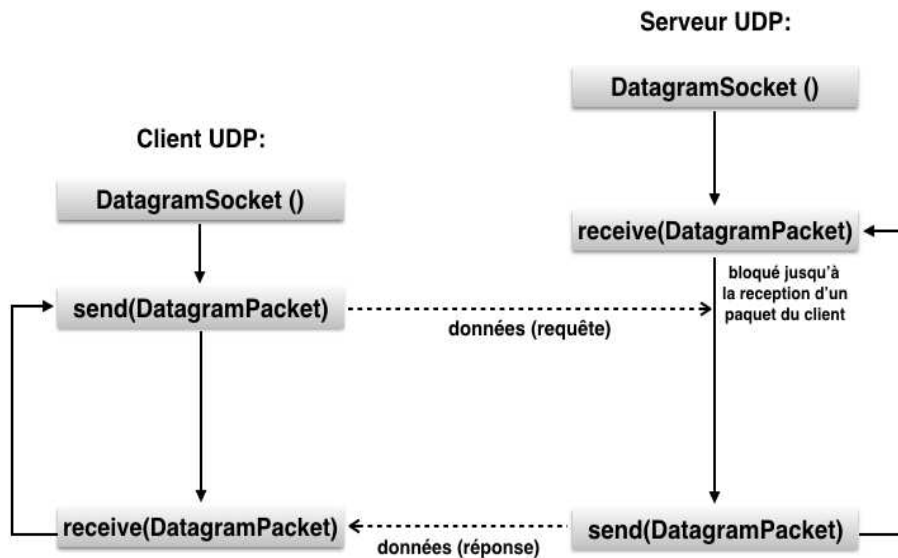 Serveur UDP:
DatagramSocket ()
Client UDP:
DatagramSocket ()
receive(DatagramPacket)
bloqué jusqu'à
la reception d'un
paquet du client
send(DatagramPacket)
données (requête)
receive(DatagramPacket)
données (réponse)
send(DatagramPacket)